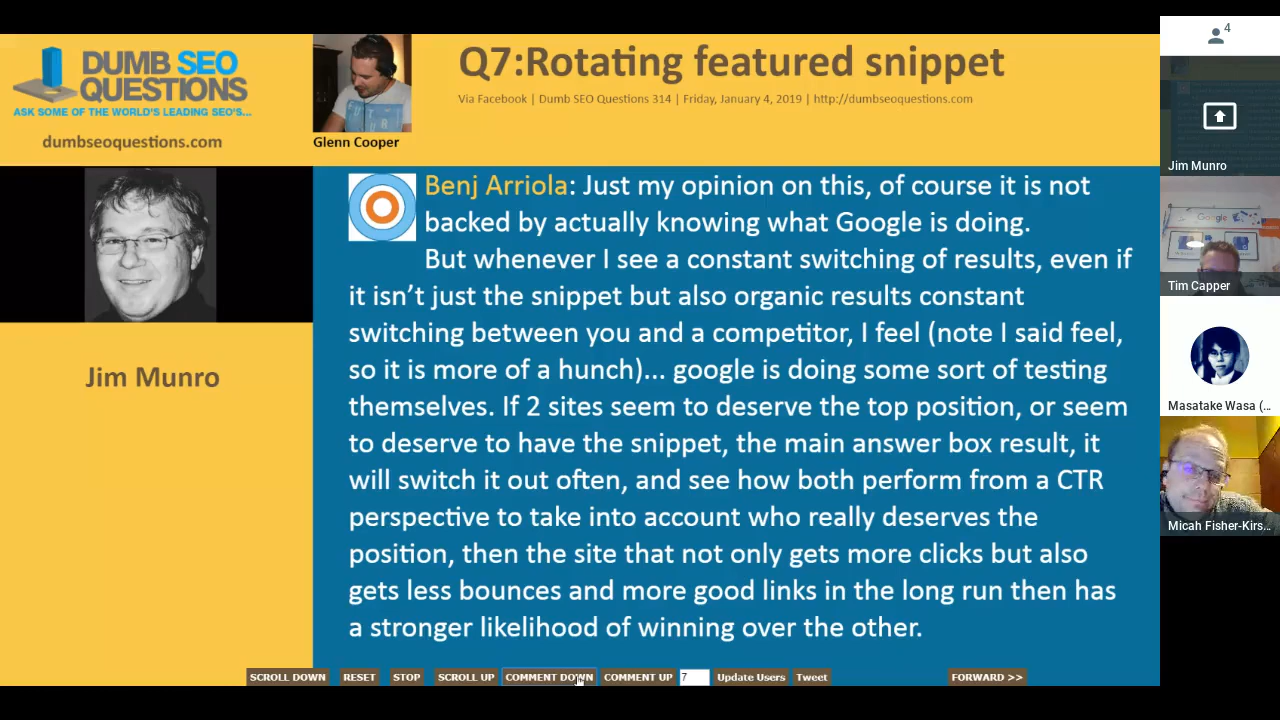 DUMB SEO
QUESTIONS
ASK SOME OF THE WORLD'S LEADING SEO'S...
dumbseoquestions.com
Glenn Cooper
Q7:Rotating featured snippet
Via Facebook | Dumb SEO Questions 314 | Friday, January 4, 2019 | http://dumbseoquestions.com
Jim Munro
Benj Arriola: Just my opinion on this, of course it is not
backed by actually knowing what Google is doing.
But whenever I see a constant switching of results, even if
it isn't just the snippet but also organic results constant
switching between you and a competitor, I feel (note I said feel,
so it is more of a hunch)... google is doing some sort of testing
themselves. If 2 sites seem to deserve the top position, or seem
to deserve to have the snippet, the main answer box result, it
will switch it out often, and see how both perform from a CTR
perspective to take into account who really deserves the
position, then the site that not only gets more clicks but also
gets less bounces and more good links in the long run then has
a stronger likelihood of winning over the other.
SCROLL DOWN RESET STOP SCROLL UP COMMENT DOWN COMMENT UP 7 Update Users Tweet FORWARD >>
4
Jim Munro
Google
Tim Capper
Masatake Wasa (...
Micah Fisher-Kirs...